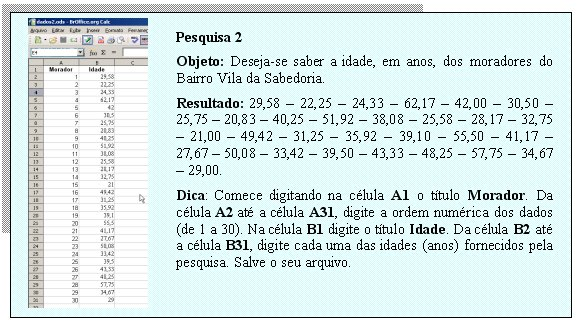 dados2.ods - BrOffice.org Calc
Arquivo Editar Exibir Inserir Formatar Ferrame
A B C
1 Morador Idade
2 1 29,58
3 2 22,25
4 3 24,33
5 4 62,17
6 5 42
7 6 30,5
8 7 25,75
9 8 20,83
10 9 40,25
11 10 51,92
12 11 38,08
13 12 25,58
14 13 28,17
15 14 32,75
16 15 21
17 16 49,42
18 17 31,25
19 18 35,92
20 19 39,1
21 20 55,5
22 21 41,17
23 22 27,67
24 23 50,08
25 24 33,42
26 25 39,5
27 26 43,33
28 27 48,25
29 28 57,75
30 29 34,67
31 30 29
Pesquisa 2
Objeto: Deseja-se saber a idade, em anos, dos moradores do
Bairro Vila da Sabedoria.
Resultado: 29,58 – 22,25 – 24,33 – 62,17 – 42,00 – 30,50 –
25,75 – 20,83 – 40,25 – 51,92 – 38,08 – 25,58 – 28,17 – 32,75
– 21,00 – 49,42 – 31,25 – 35,92 – 39,10 – 55,50 – 41,17 –
27,67 – 50,08 – 33,42 – 39,50 – 43,33 – 48,25 – 57,75 – 34,67
– 29,00.
Dica: Comece digitando na célula A1 o título Morador. Da
célula A2 até a célula A31, digite a ordem numérica dos dados
(de 1 a 30). Na célula B1 digite o título Idade. Da célula B2 até
a célula B31, digite cada uma das idades (anos) fornecidos pela
pesquisa. Salve o seu arquivo.